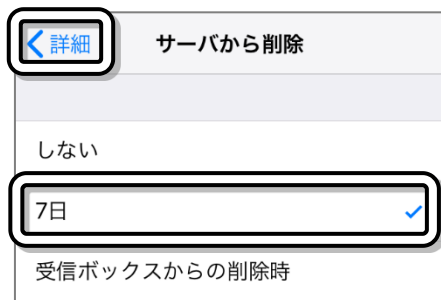 詳細 サーバから削除
しない
7日
受信ボックスからの削除時